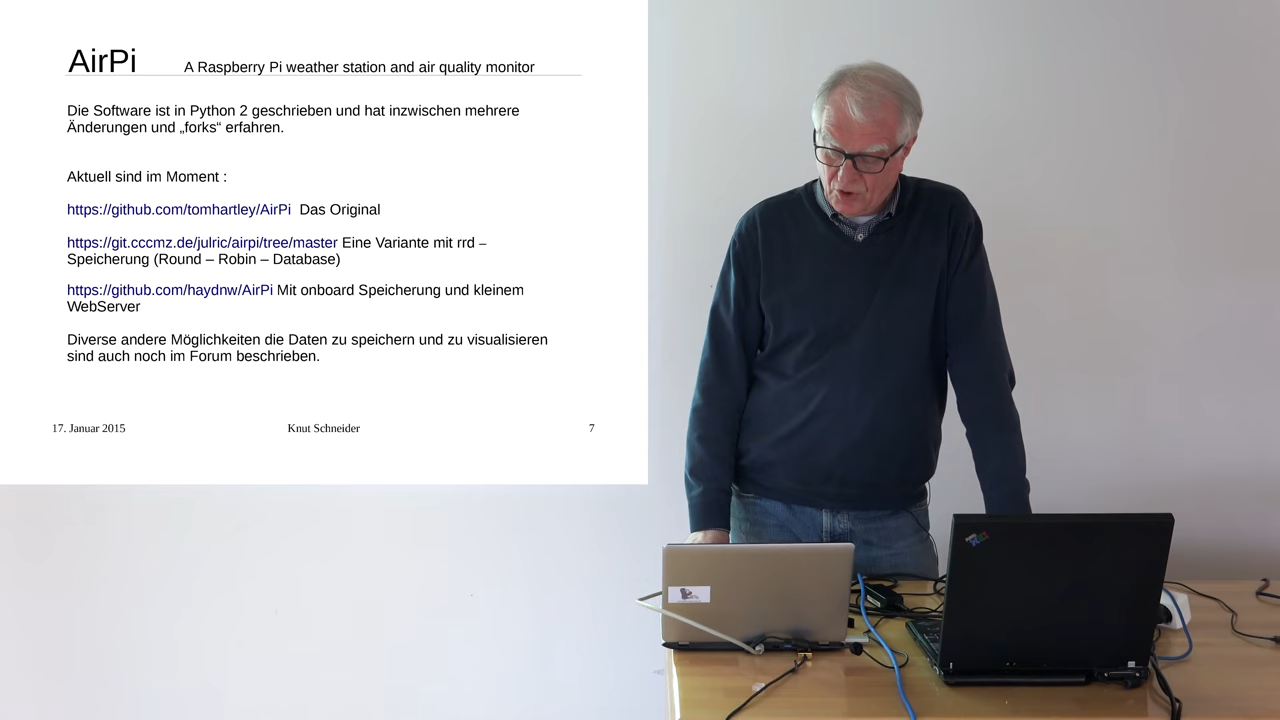 AirPi A Raspberry Pi weather station and air quality monitor
Die Software ist in Python 2 geschrieben und hat inzwischen mehrere
Änderungen und „forks“ erfahren.
Aktuell sind im Moment :
https://github.com/tomhartley/AirPi Das Original
https://git.cccmz.de/julric/airpi/tree/master Eine Variante mit rrd –
Speicherung (Round – Robin – Database)
https://github.com/haydnw/AirPi Mit onboard Speicherung und kleinem
WebServer
Diverse andere Möglichkeiten die Daten zu speichern und zu visualisieren
sind auch noch im Forum beschrieben.
17. Januar 2015 Knut Schneider 7